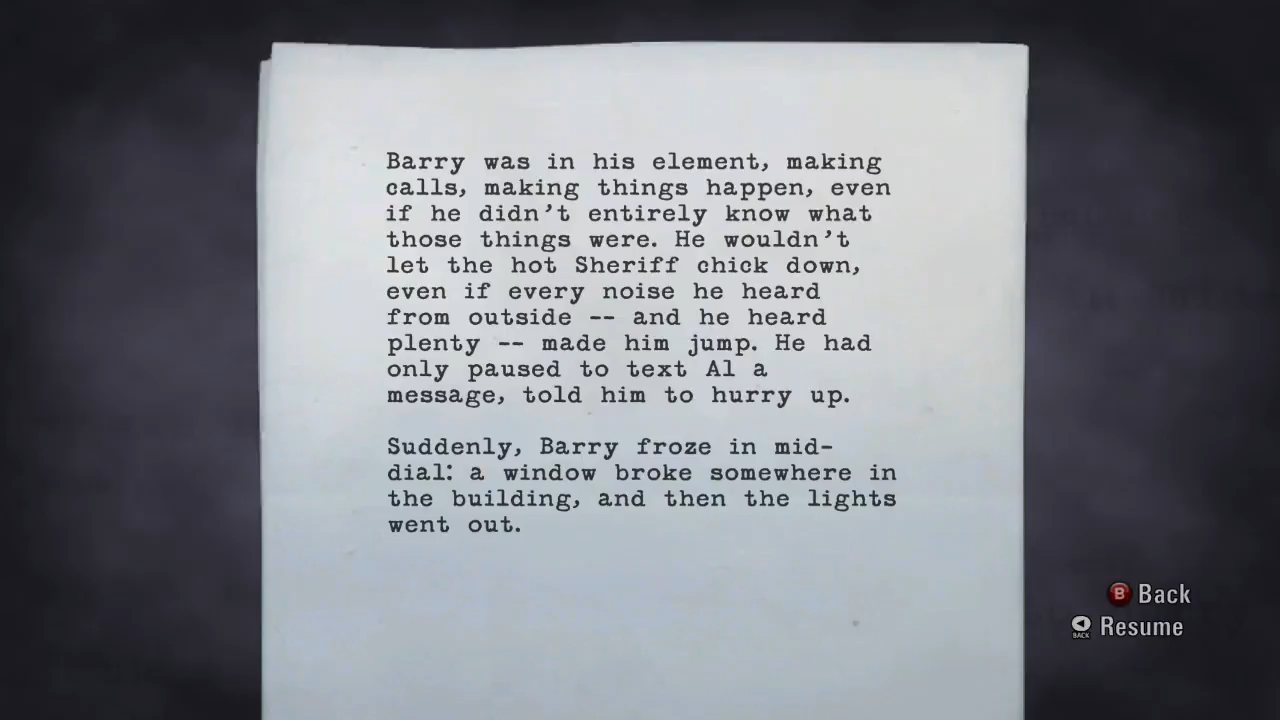 Barry was in his element, making
calls, making things happen, even
if he didn't entirely know what
those things were. He wouldn't
let the hot Sheriff chick down,
even if every noise he heard
from outside -- and he heard
plenty -- made him jump. He had
only paused to text Al a
message, told him to hurry up.
Suddenly, Barry froze in mid-
dial: a window broke somewhere in
the building, and then the lights
went out.
B Back
BACK Resume